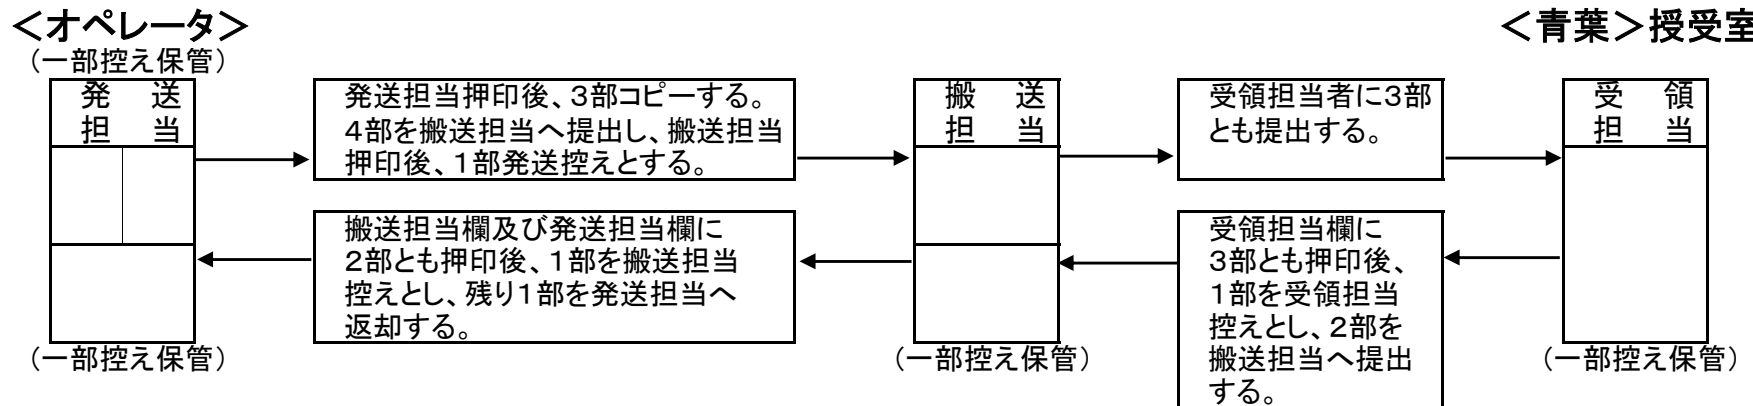 ＜オペレータ＞
＜青葉＞授受室
（一部控え保管）
発送
担当
発送担当押印後、３部コピーする。
４部を搬送担当へ提出し、搬送担当
押印後、１部発送控えとする。
搬送
担当
受領担当者に３部
とも提出する。
受領
担当
搬送担当欄及び発送担当欄に
２部とも押印後、１部を搬送担当
控えとし、残り１部を発送担当へ
返却する。
受領担当欄に
３部とも押印後、
１部を受領担当
控えとし、２部を
搬送担当へ提出
する。
（一部控え保管）
（一部控え保管）
（一部控え保管）